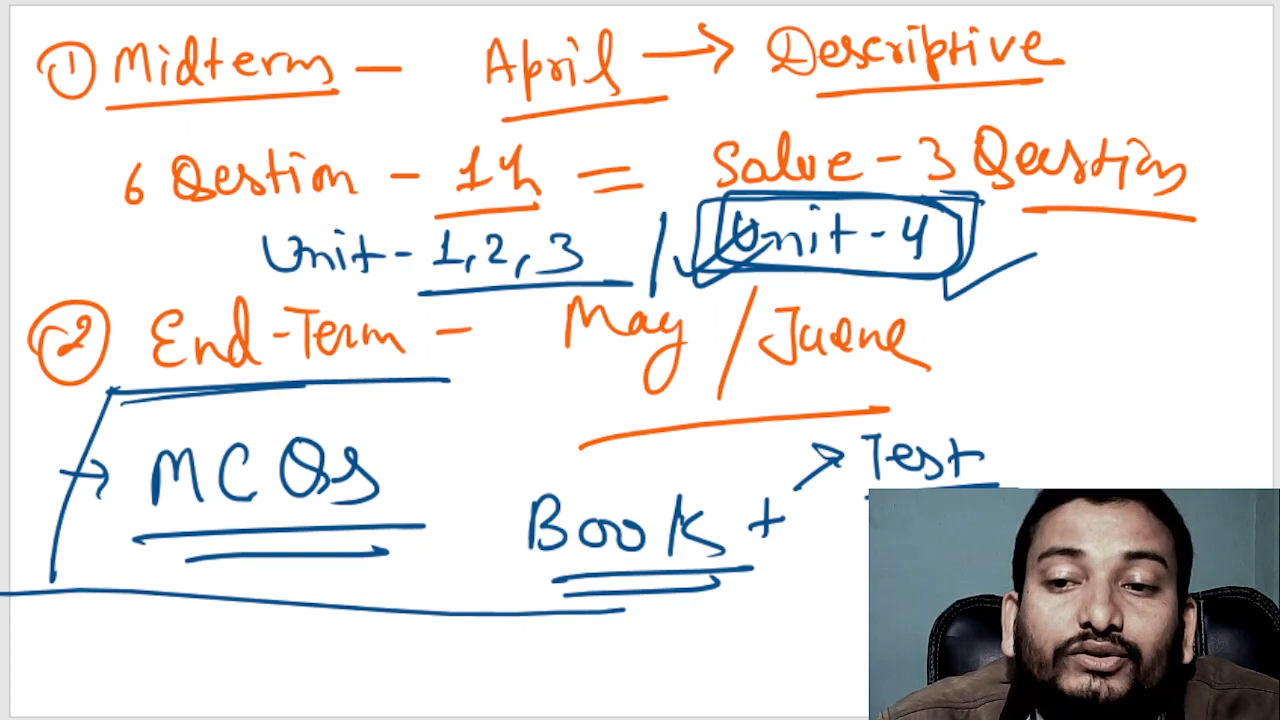 ① Midterm — April → Descriptive
6 Qestion - 1h = Solve - 3 Question
Unit - 1,2,3 / Unit - 4
② End-Term - May / Juene
→ MCQs
Book + → Test